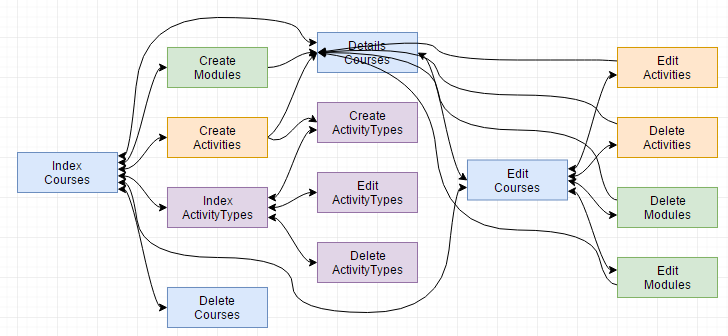 Details
Courses
Create
Modules
Edit
Activities
Create
ActivityTypes
Create
Activities
Delete
Activities
Index
Courses
Edit
Courses
Index
ActivityTypes
Edit
ActivityTypes
Delete
Modules
Delete
ActivityTypes
Edit
Modules
Delete
Courses